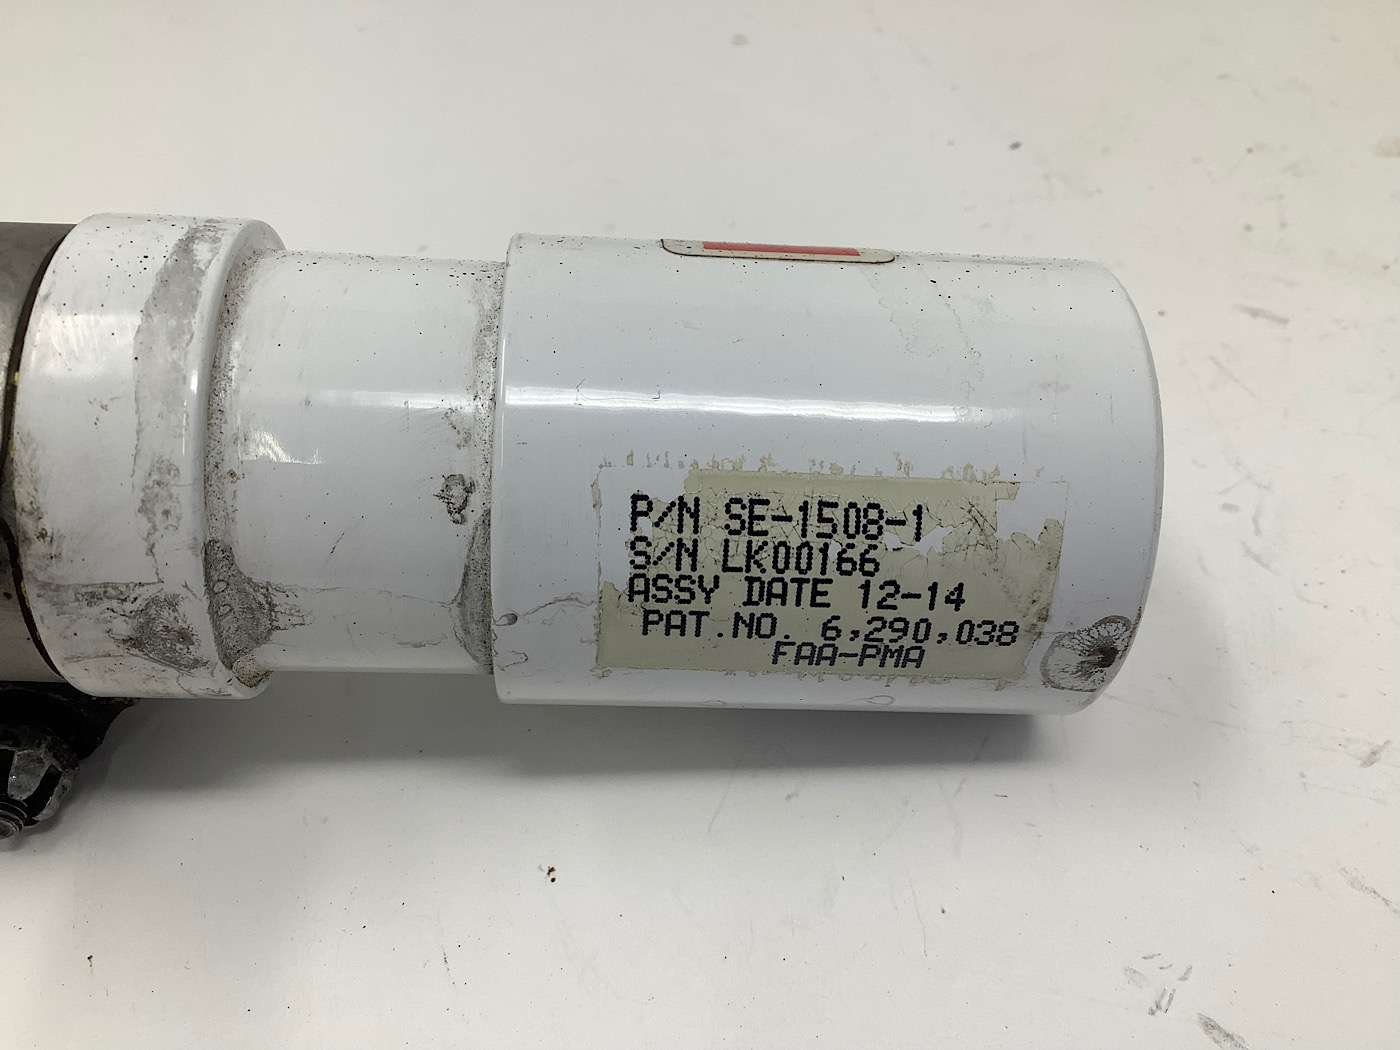 P/N SE-1508-1
S/N LK00166
ASSY DATE 12-14
PAT.NO. 6,290,038
FAA-PMA